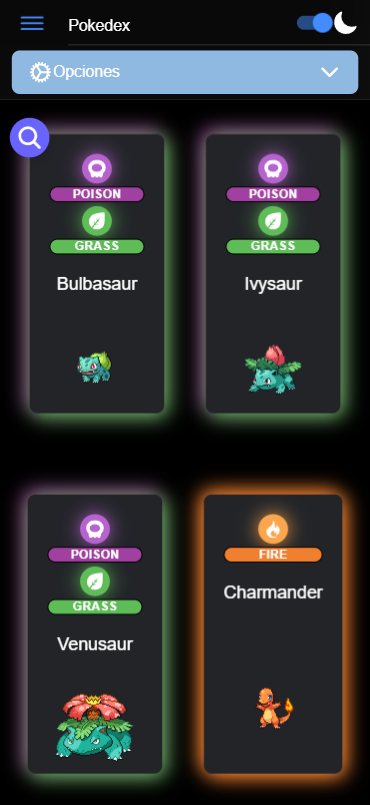 Pokedex
Opciones
POISON
GRASS
Bulbasaur
POISON
GRASS
Ivysaur
POISON
GRASS
Venusaur
FIRE
Charmander